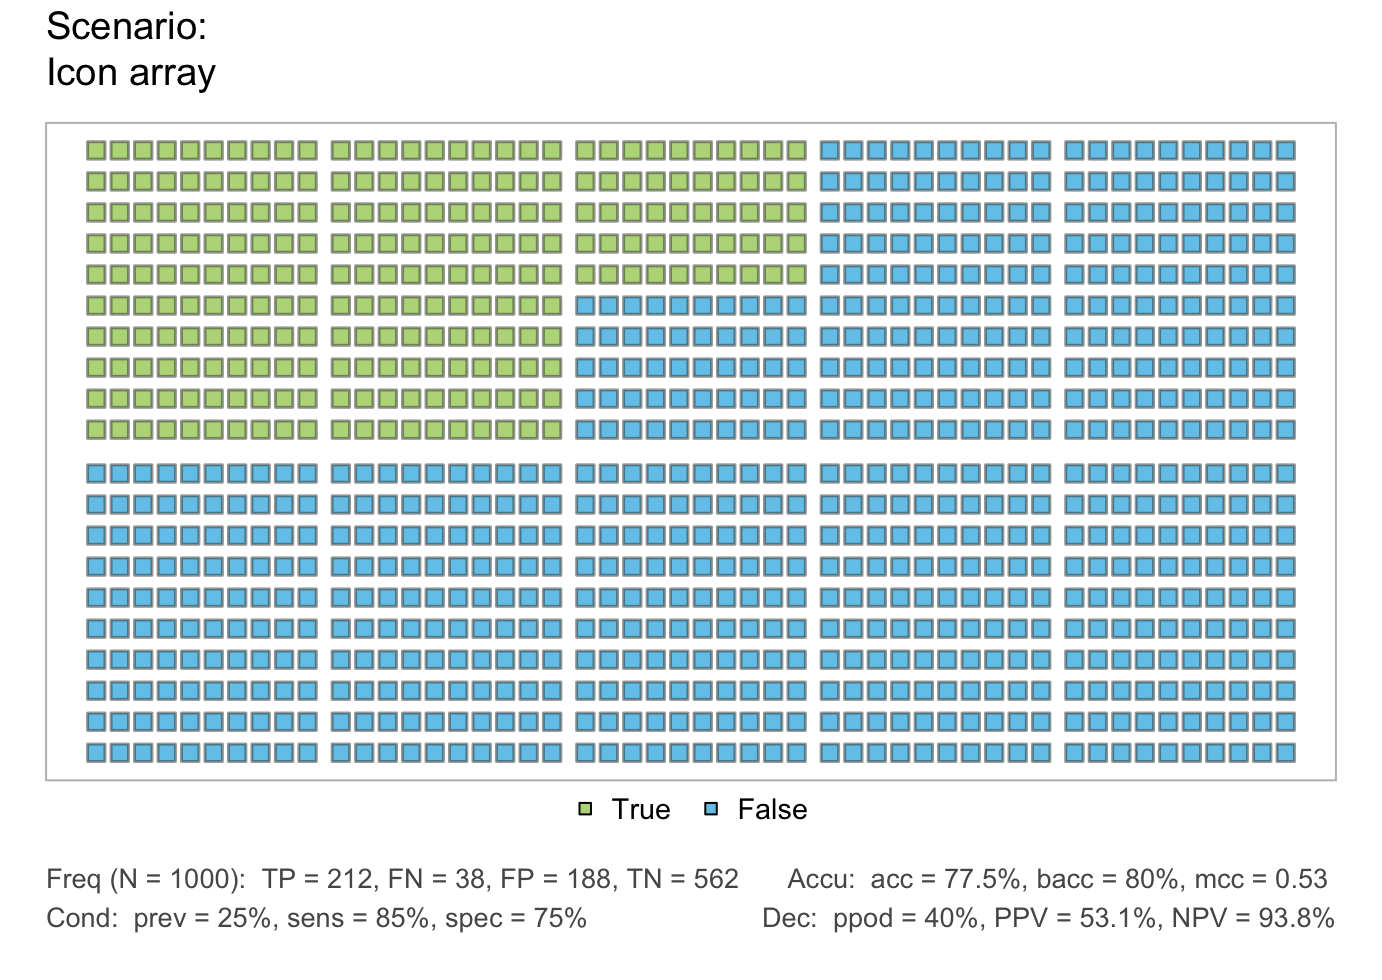 Scenario:
Icon array
True False
Freq (N = 1000): TP = 212, FN = 38, FP = 188, TN = 562 Accu: acc = 77.5%, bacc = 80%, mcc = 0.53
Cond: prev = 25%, sens = 85%, spec = 75% Dec: ppod = 40%, PPV = 53.1%, NPV = 93.8%